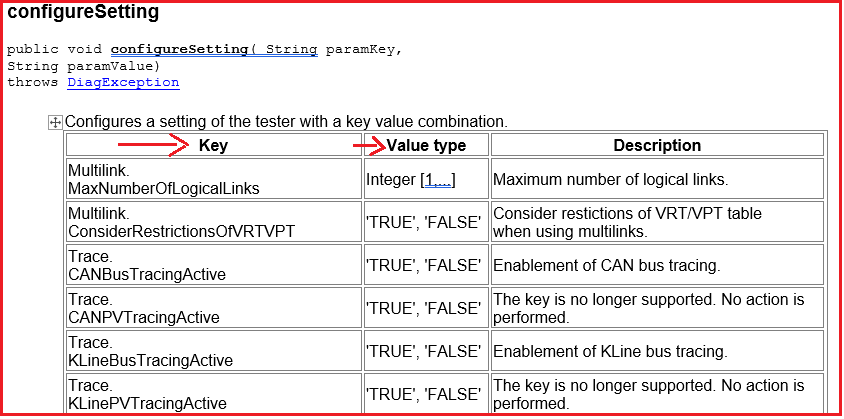 configureSetting
public void configureSetting( String paramKey,
String paramValue)
throws DiagException
Configures a setting of the tester with a key value combination.
Key Value type Description
Multilink.
MaxNumberOfLogicalLinks
Integer [1,...]
Maximum number of logical links.
Multilink.
ConsiderRestrictionsOfVRTVPT
'TRUE', 'FALSE'
Consider restictions of VRT/VPT table
when using multilinks.
Trace.
CANBusTracingActive
'TRUE', 'FALSE'
Enablement of CAN bus tracing.
Trace.
CANPVTracingActive
'TRUE', 'FALSE'
The key is no longer supported. No action is
performed.
Trace.
KLineBusTracingActive
'TRUE', 'FALSE'
Enablement of KLine bus tracing.
Trace.
KLinePVTracingActive
'TRUE', 'FALSE'
The key is no longer supported. No action is
performed.